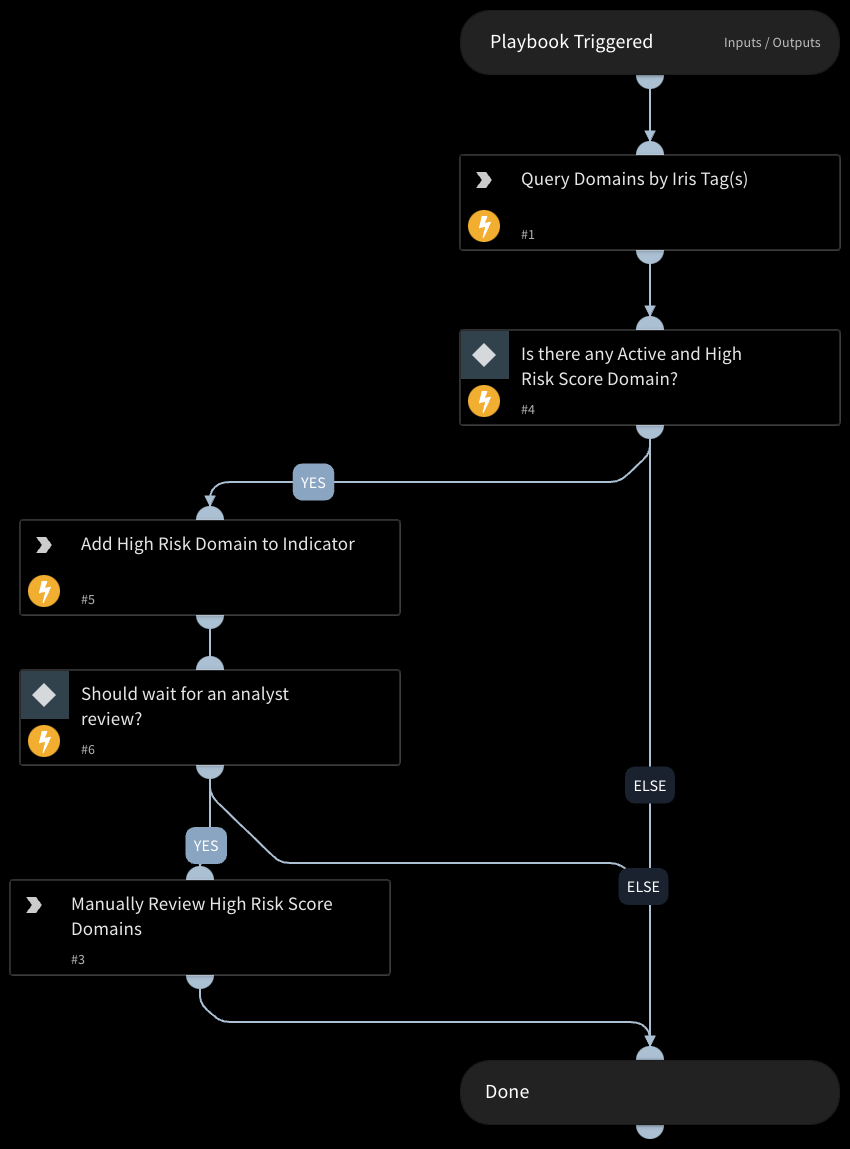 Playbook Triggered
Inputs / Outputs
Query Domains by Iris Tag(s)
#1
Is there any Active and High
Risk Score Domain?
#4
YES
Add High Risk Domain to Indicator
#5
Should wait for an analyst
review?
#6
ELSE
YES
ELSE
Manually Review High Risk Score
Domains
#3
Done